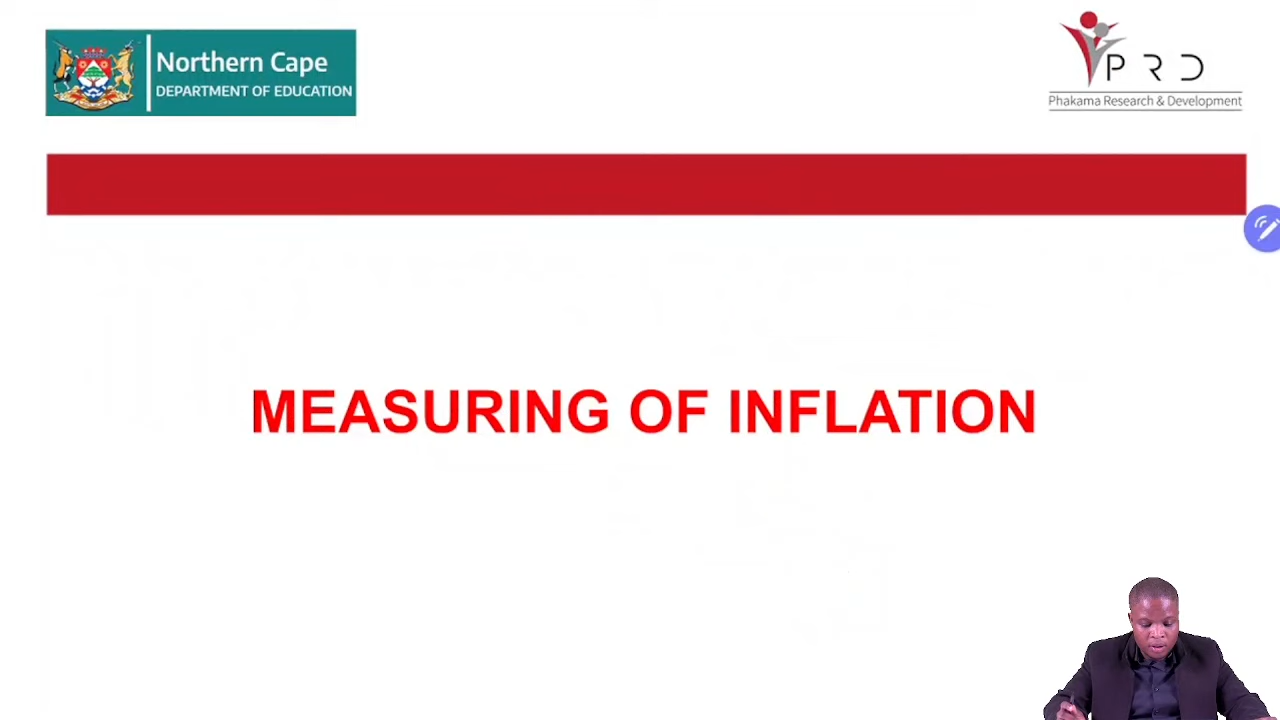 Northern Cape
DEPARTMENT OF EDUCATION
P R D
Phakama Research & Development
MEASURING OF INFLATION